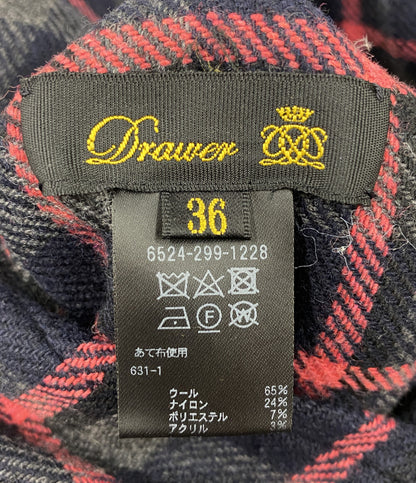 Drawer
36
6524-299-1228
F W
あて布使用
631-1
ウール 65%
ナイロン 24%
ポリエステル 7%
アクリル 3%